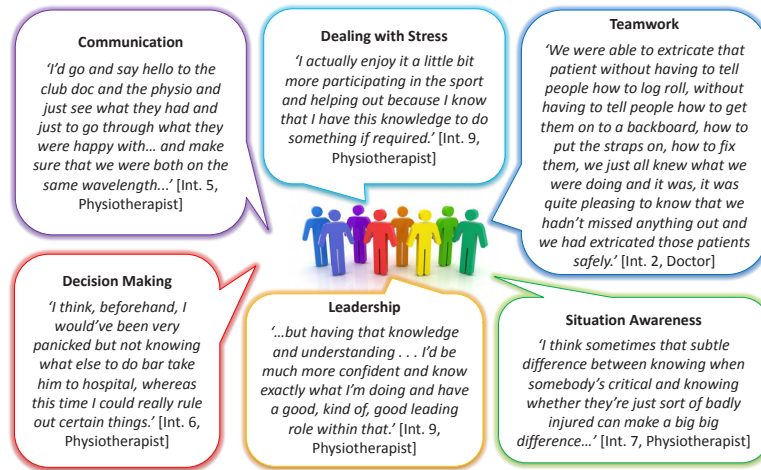 Communication
‘I’d go and say hello to the
club doc and the physio and
just see what they had and
just to go through what they
were happy with… and make
sure that we were both on the
same wavelength...’ [Int. 5,
Physiotherapist]
Dealing with Stress
‘I actually enjoy it a little bit
more participating in the sport
and helping out because I know
that I have this knowledge to do
something if required.’ [Int. 9,
Physiotherapist]
Teamwork
‘We were able to extricate that
patient without having to tell
people how to log roll, without
having to tell people how to get
them on to a backboard, how to
put the straps on, how to fix
them, we just all knew what we
were doing and it was, it was
quite pleasing to know that we
hadn’t missed anything out and
we had extricated those patients
safely.’ [Int. 2, Doctor]
Decision Making
‘I think, beforehand, I
would’ve been very
panicked but not knowing
what else to do bar take
him to hospital, whereas
this time I could really rule
out certain things.’ [Int. 6,
Physiotherapist]
Leadership
‘…but having that knowledge
and understanding . . . I’d be
much more confident and know
exactly what I’m doing and have
a good, kind of, good leading
role within that.’ [Int. 9,
Physiotherapist]
Situation Awareness
‘I think sometimes that subtle
difference between knowing when
somebody’s critical and knowing
whether they’re just sort of badly
injured can make a big big
difference…’ [Int. 7, Physiotherapist]